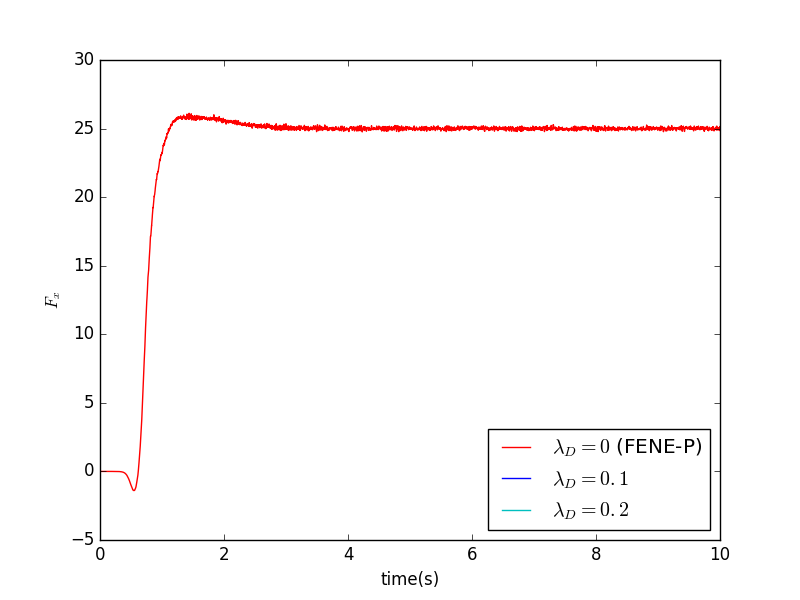 30
25
20
15
10
5
0
−5
0 2 4 6 8 10
F_x
time(s)
λ_D = 0 (FENE-P)
λ_D = 0.1
λ_D = 0.2